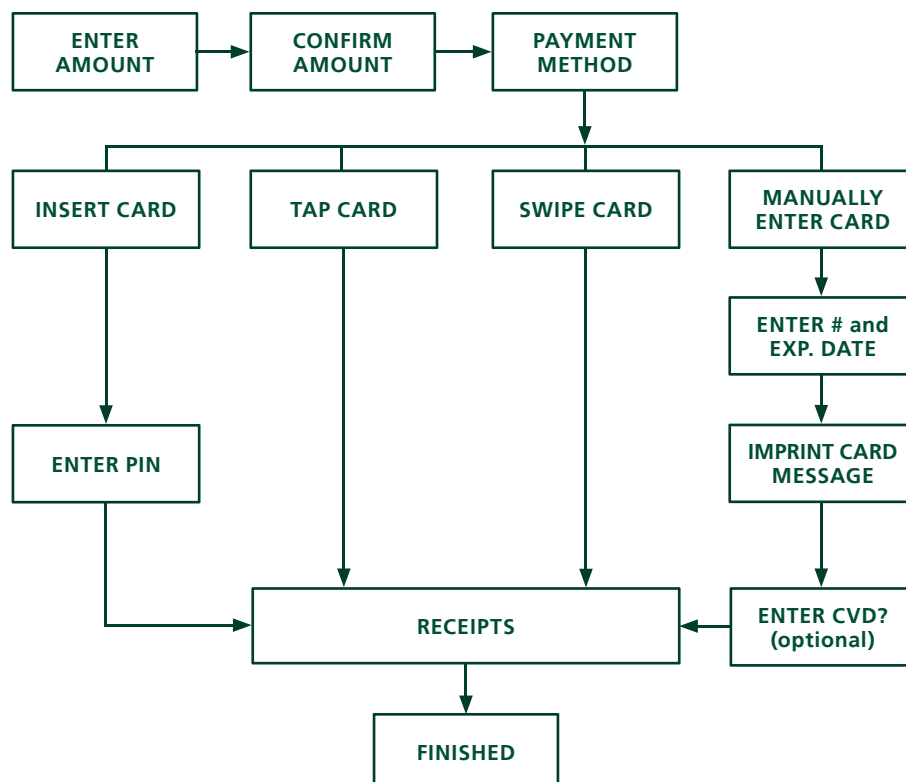 ENTER
AMOUNT
CONFIRM
AMOUNT
PAYMENT
METHOD
INSERT CARD
TAP CARD
SWIPE CARD
MANUALLY
ENTER CARD
ENTER # and
EXP. DATE
ENTER PIN
IMPRINT CARD
MESSAGE
RECEIPTS
ENTER CVD?
(optional)
FINISHED